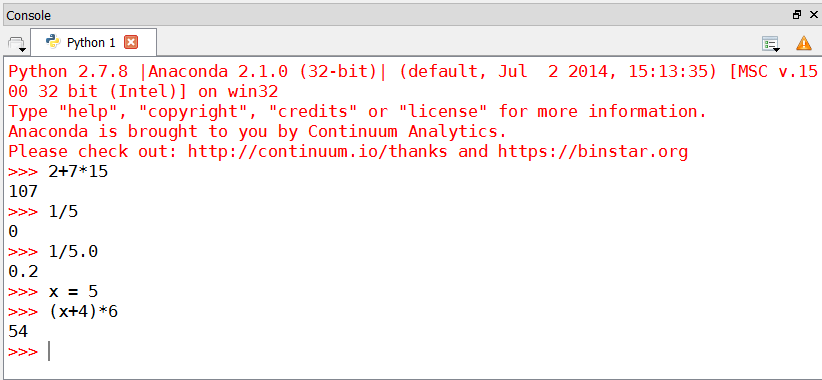 Console
Python 1
Python 2.7.8 |Anaconda 2.1.0 (32-bit)| (default, Jul  2 2014, 15:13:35) [MSC v.15
00 32 bit (Intel)] on win32
Type "help", "copyright", "credits" or "license" for more information.
Anaconda is brought to you by Continuum Analytics.
Please check out: http://continuum.io/thanks and https://binstar.org
>>> 2+7*15
107
>>> 1/5
0
>>> 1/5.0
0.2
>>> x = 5
>>> (x+4)*6
54
>>>